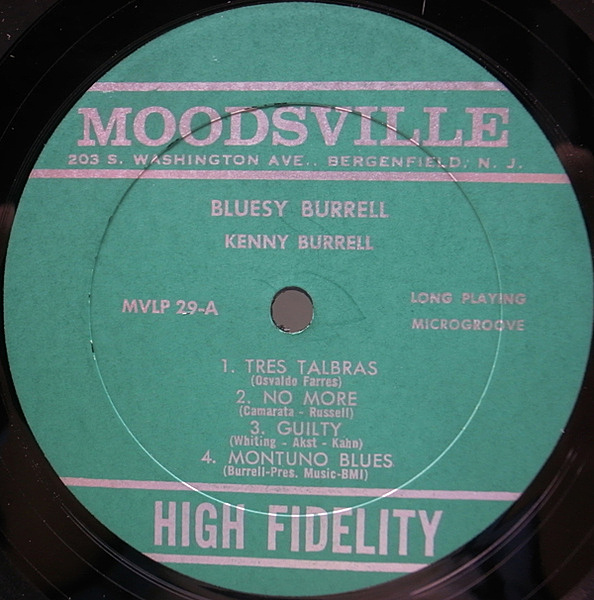 MOODSVILLE
203 S. WASHINGTON AVE., BERGENFIELD, N. J.
BLUESY BURRELL
KENNY BURRELL
MVLP 29-A
LONG PLAYING
MICROGROOVE
1. TRES TALBRAS
(Osvaldo Farres)
2. NO MORE
(Camarata - Russell)
3. GUILTY
(Whiting - Akst - Kahn)
4. MONTUNO BLUES
(Burrell-Pres. Music-BMI)
HIGH FIDELITY